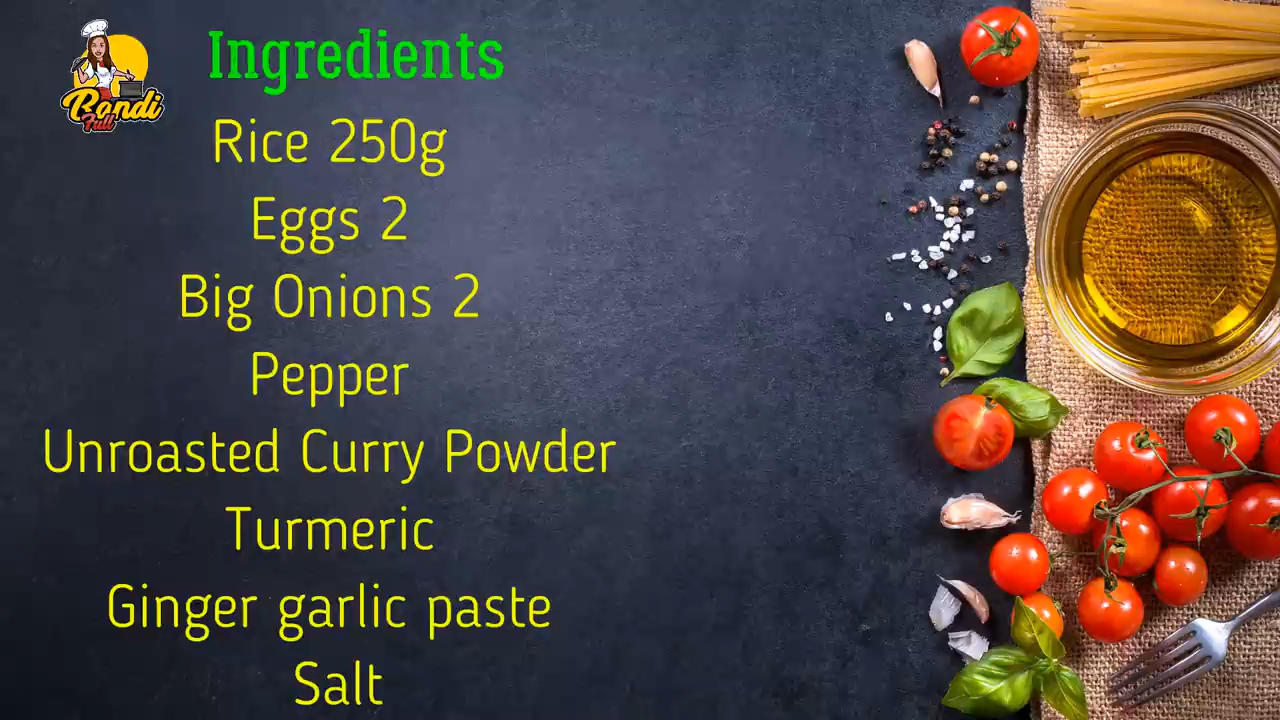 Bandi
Full
Ingredients
Rice 250g
Eggs 2
Big Onions 2
Pepper
Unroasted Curry Powder
Turmeric
Ginger garlic paste
Salt